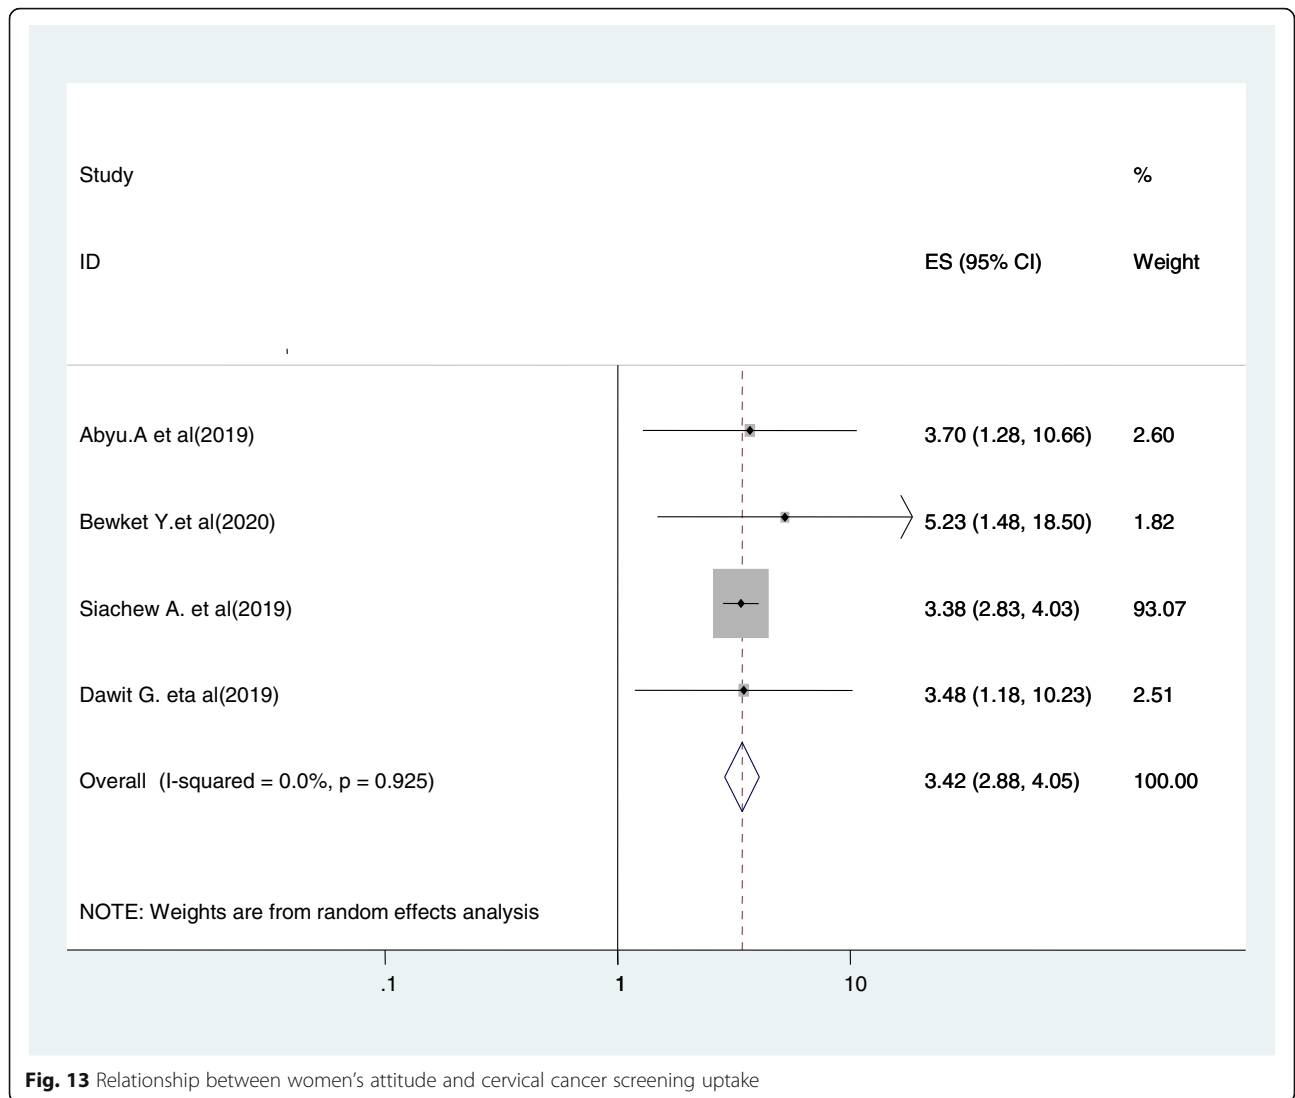 Study %
ID ES (95% CI) Weight
Abyu.A et al(2019) 3.70 (1.28, 10.66) 2.60
Bewket Y.et al(2020) 5.23 (1.48, 18.50) 1.82
Siachew A. et al(2019) 3.38 (2.83, 4.03) 93.07
Dawit G. eta al(2019) 3.48 (1.18, 10.23) 2.51
Overall (I-squared = 0.0%, p = 0.925) 3.42 (2.88, 4.05) 100.00
NOTE: Weights are from random effects analysis
.1 1 10
Fig. 13 Relationship between women's attitude and cervical cancer screening uptake